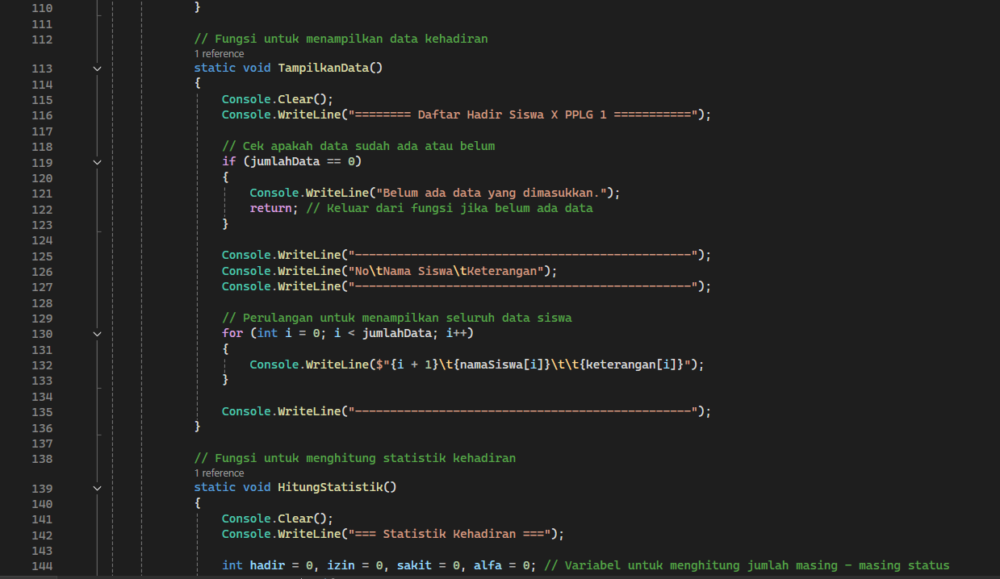 110 }
111
112 // Fungsi untuk menampilkan data kehadiran
1 reference
113 static void TampilkanData()
114 {
115 Console.Clear();
116 Console.WriteLine("======== Daftar Hadir Siswa X PPLG 1 ===========");
117
118 // Cek apakah data sudah ada atau belum
119 if (jumlahData == 0)
120 {
121 Console.WriteLine("Belum ada data yang dimasukkan.");
122 return; // Keluar dari fungsi jika belum ada data
123 }
124
125 Console.WriteLine("------------------------------------------------");
126 Console.WriteLine("No\tNama Siswa\tKeterangan");
127 Console.WriteLine("------------------------------------------------");
128
129 // Perulangan untuk menampilkan seluruh data siswa
130 for (int i = 0; i < jumlahData; i++)
131 {
132 Console.WriteLine($"{i + 1}\t{namaSiswa[i]}\t\t{keterangan[i]}");
133 }
134
135 Console.WriteLine("------------------------------------------------");
136 }
137
138 // Fungsi untuk menghitung statistik kehadiran
1 reference
139 static void HitungStatistik()
140 {
141 Console.Clear();
142 Console.WriteLine("=== Statistik Kehadiran ===");
143
144 int hadir = 0, izin = 0, sakit = 0, alfa = 0; // Variabel untuk menghitung jumlah masing - masing status